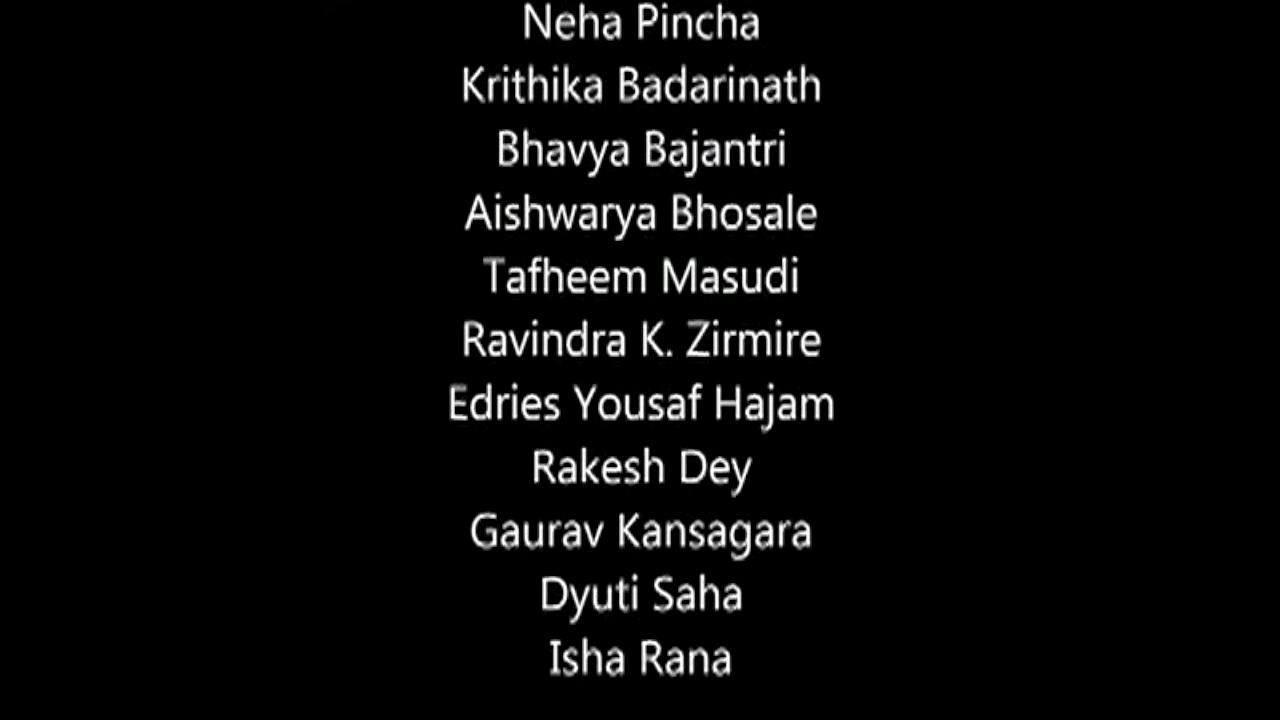 Neha Pincha
Krithika Badarinath
Bhavya Bajantri
Aishwarya Bhosale
Tafheem Masudi
Ravindra K. Zirmire
Edries Yousaf Hajam
Rakesh Dey
Gaurav Kansagara
Dyuti Saha
Isha Rana